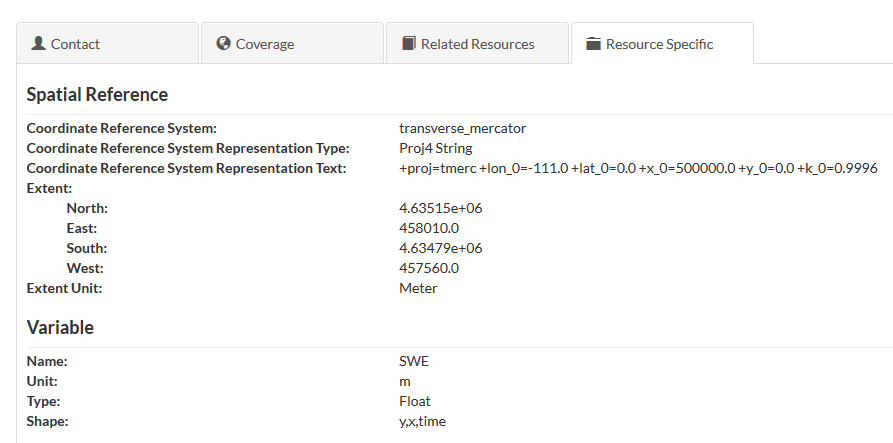 Contact
Coverage
Related Resources
Resource Specific
Spatial Reference
Coordinate Reference System: transverse_mercator
Coordinate Reference System Representation Type: Proj4 String
Coordinate Reference System Representation Text: +proj=tmerc +lon_0=-111.0 +lat_0=0.0 +x_0=500000.0 +y_0=0.0 +k_0=0.9996
Extent:
North: 4.63515e+06
East: 458010.0
South: 4.63479e+06
West: 457560.0
Extent Unit: Meter
Variable
Name: SWE
Unit: m
Type: Float
Shape: y,x,time